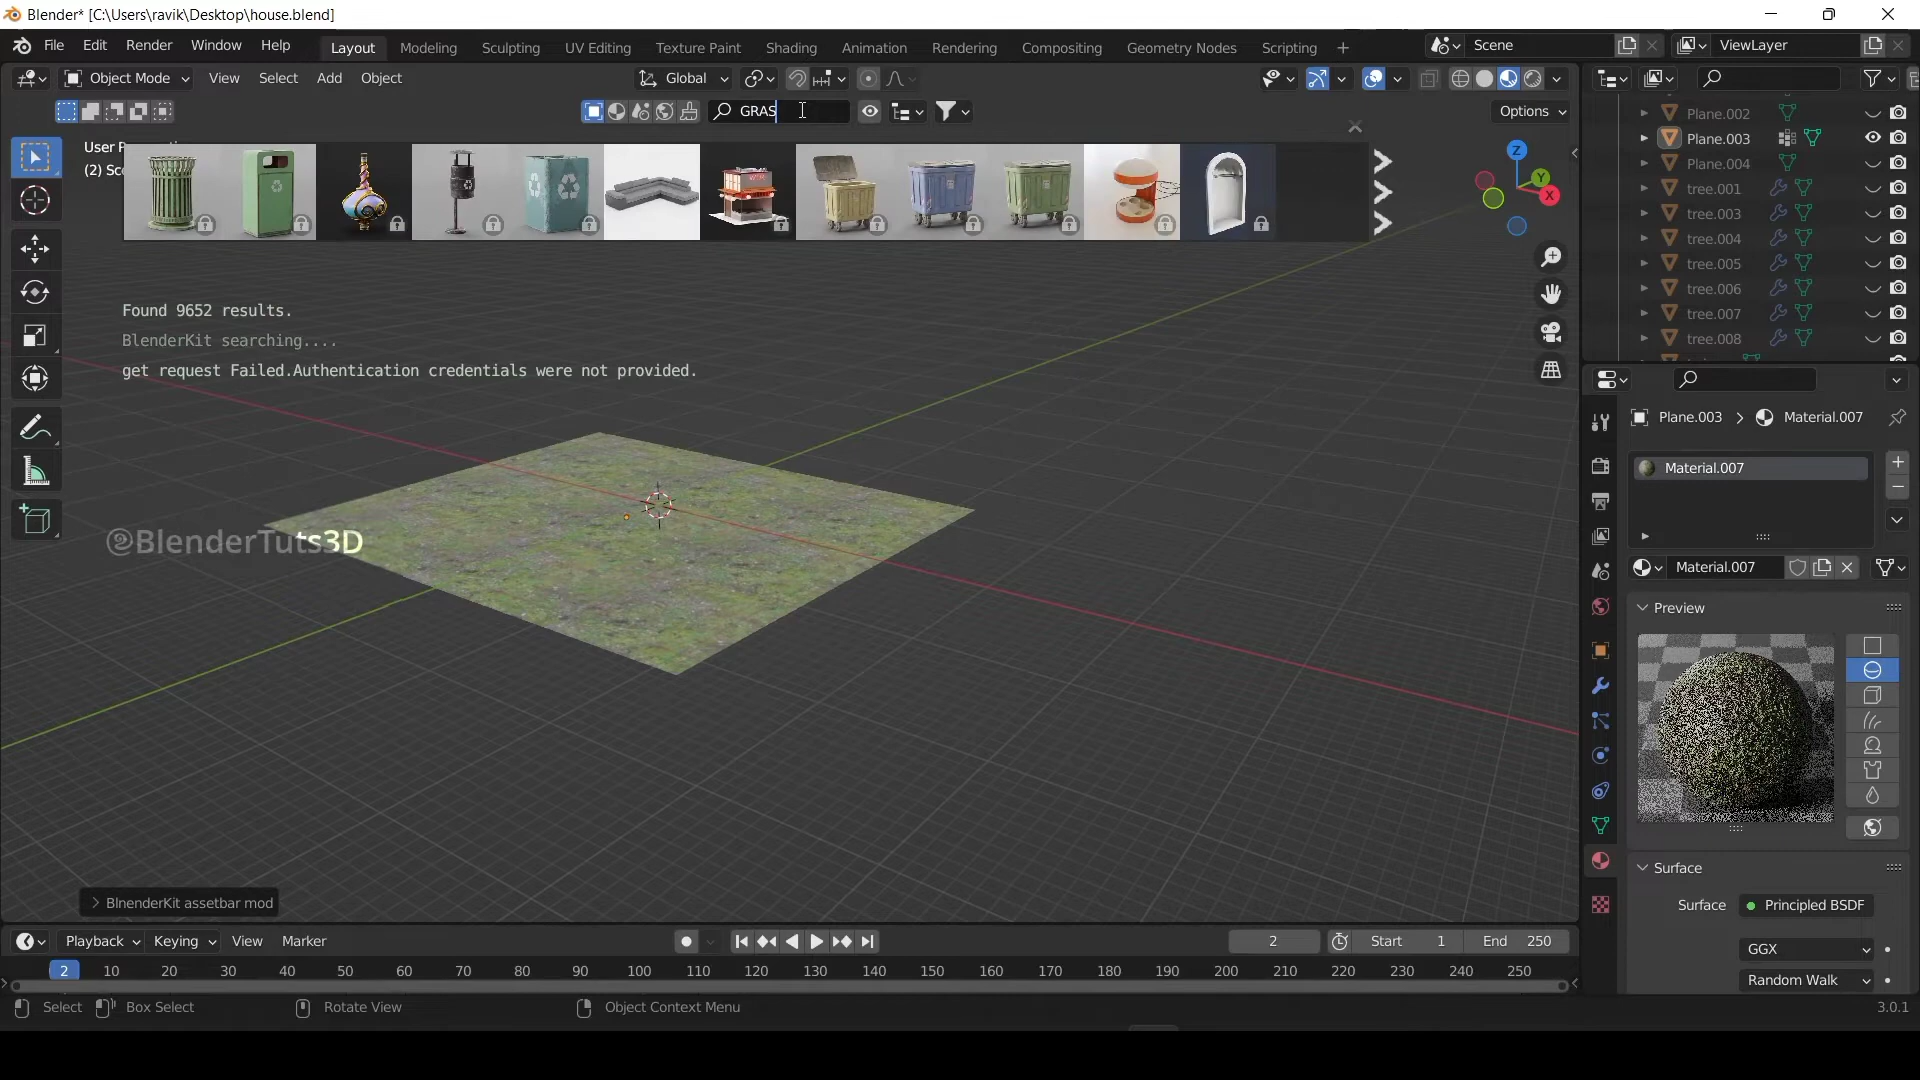 Blender* [C:\Users\ravik\Desktop\house.blend]
File Edit Render Window Help Layout Modeling Sculpting UV Editing Texture Paint Shading Animation Rendering Compositing Geometry Nodes Scripting + Scene ViewLayer
Object Mode View Select Add Object Global
GRAS Options
User P
(2) Sc
Z
Y
X
Plane.002
Plane.003
Plane.004
tree.001
tree.003
tree.004
tree.005
tree.006
tree.007
tree.008
Found 9652 results.
BlenderKit searching....
get request Failed.Authentication credentials were not provided.
@BlenderTuts3D
Plane.003 > Material.007
Material.007
Material.007
Preview
Surface
Surface Principled BSDF
GGX
Random Walk
> BlnenderKit assetbar mod
Playback Keying View Marker 2 Start 1 End 250
2 10 20 30 40 50 60 70 80 90 100 110 120 130 140 150 160 170 180 190 200 210 220 230 240 250
Select Box Select Rotate View Object Context Menu 3.0.1